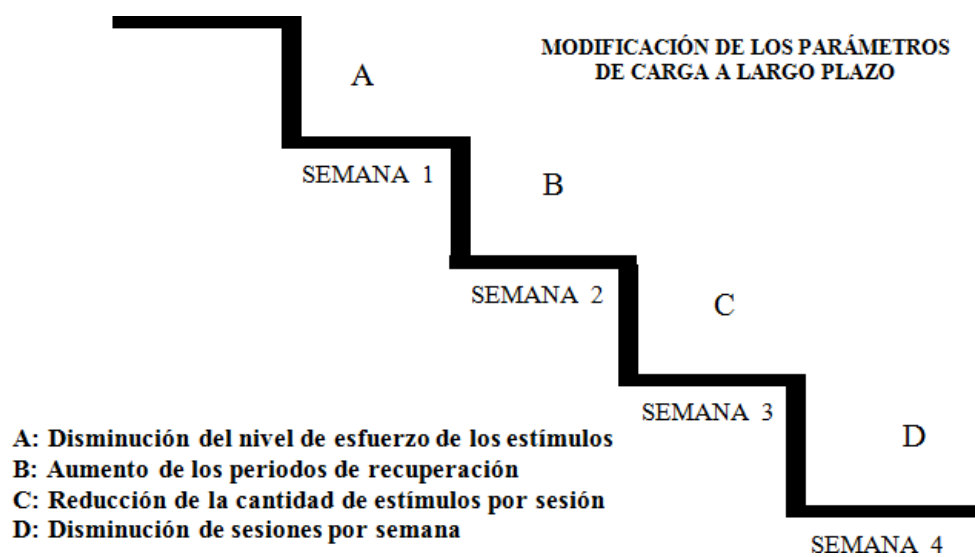 MODIFICACIÓN DE LOS PARÁMETROS
DE CARGA A LARGO PLAZO
A
SEMANA 1
B
SEMANA 2
C
SEMANA 3
D
SEMANA 4
A: Disminución del nivel de esfuerzo de los estímulos
B: Aumento de los periodos de recuperación
C: Reducción de la cantidad de estímulos por sesión
D: Disminución de sesiones por semana